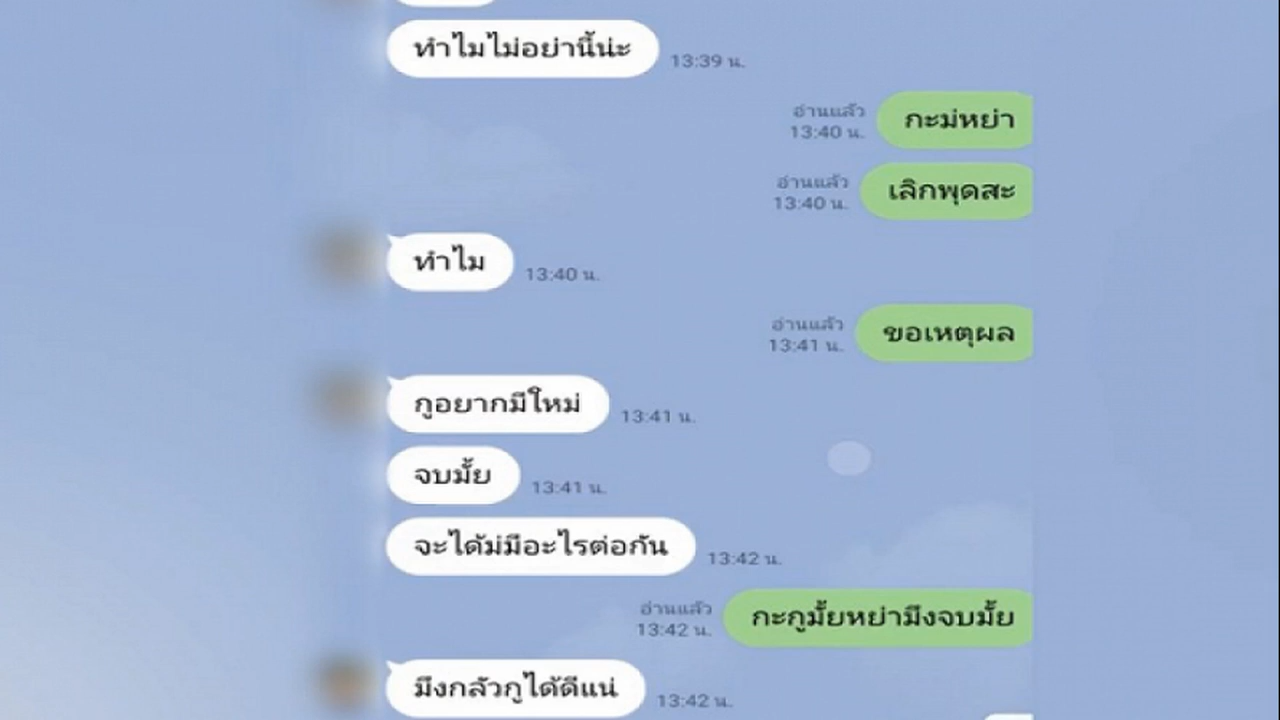 ทำไมไม่อย่านี้น่ะ
13:39 น.
กะม่หย่า
อ่านแล้ว
13:40 น.
เลิกพุดสะ
อ่านแล้ว
13:40 น.
ทำไม
13:40 น.
ขอเหตุผล
อ่านแล้ว
13:41 น.
กูอยากมีใหม่
13:41 น.
จบมั้ย
13:41 น.
จะได้ม่มีอะไรต่อกัน
13:42 น.
กะกูมั้ยหย่ามึงจบมั้ย
อ่านแล้ว
13:42 น.
มึงกลัวกูได้ดีแน่
13:42 น.